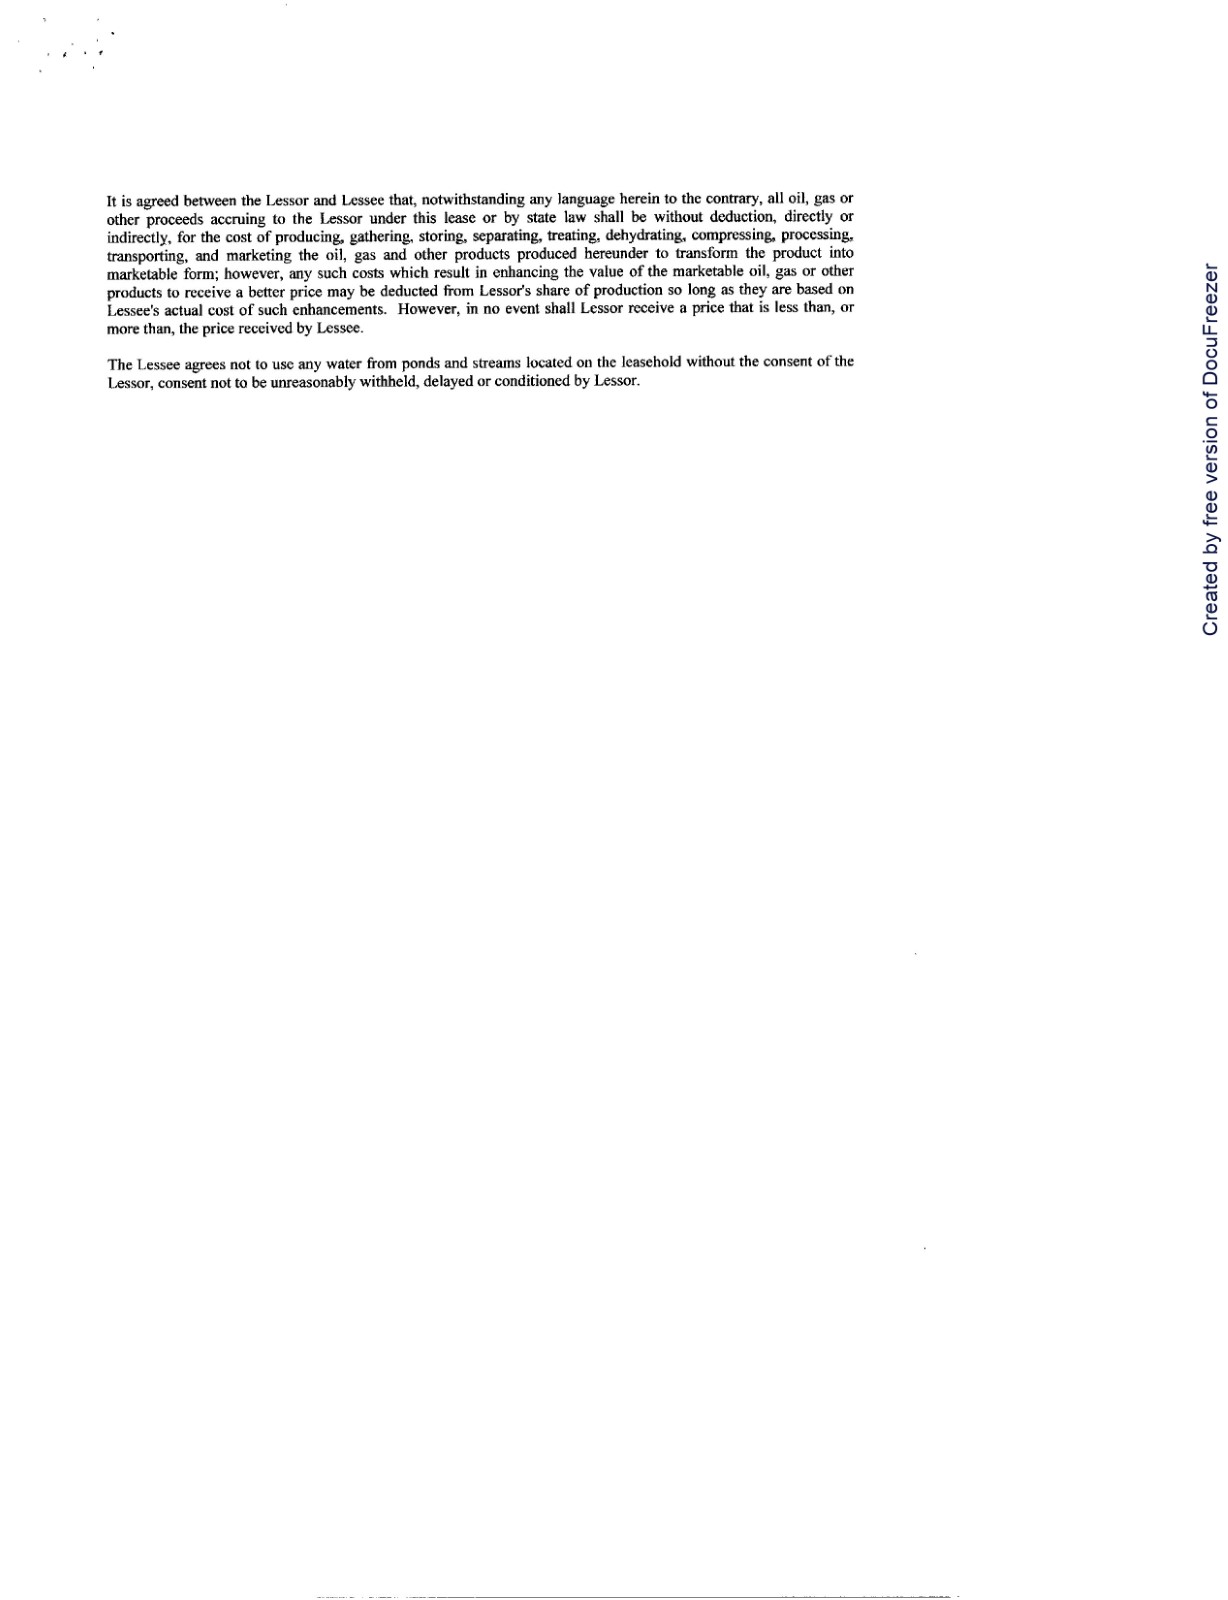 It is agreed between the Lessor and Lessee that, notwithstanding any language herein to the contrary, all oil, gas or
other proceeds accruing to the Lessor under this lease or by state law shall be without deduction, directly or
indirectly, for the cost of producing, gathering, storing, separating, treating, dehydrating, compressing, processing,
transporting, and marketing the oil, gas and other products produced hereunder to transform the product into
marketable form; however, any such costs which result in enhancing the value of the marketable oil, gas or other
products to receive a better price may be deducted from Lessor's share of production so long as they are based on
Lessee's actual cost of such enhancements. However, in no event shall Lessor receive a price that is less than, or
more than, the price received by Lessee.
The Lessee agrees not to use any water from ponds and streams located on the leasehold without the consent of the
Lessor, consent not to be unreasonably withheld, delayed or conditioned by Lessor.
Created by free version of DocuFreezer